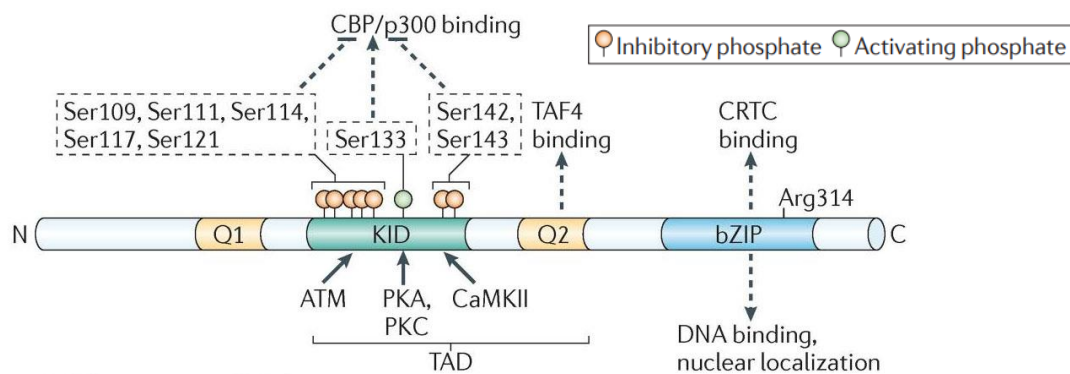 CBP/p300 binding
Inhibitory phosphate
Activating phosphate
Ser109, Ser111, Ser114,
Ser117, Ser121
Ser133
Ser142,
Ser143
TAF4
binding
CRTC
binding
Arg314
N
Q1
KID
Q2
bZIP
C
ATM
PKA,
PKC
CaMKII
TAD
DNA binding,
nuclear localization